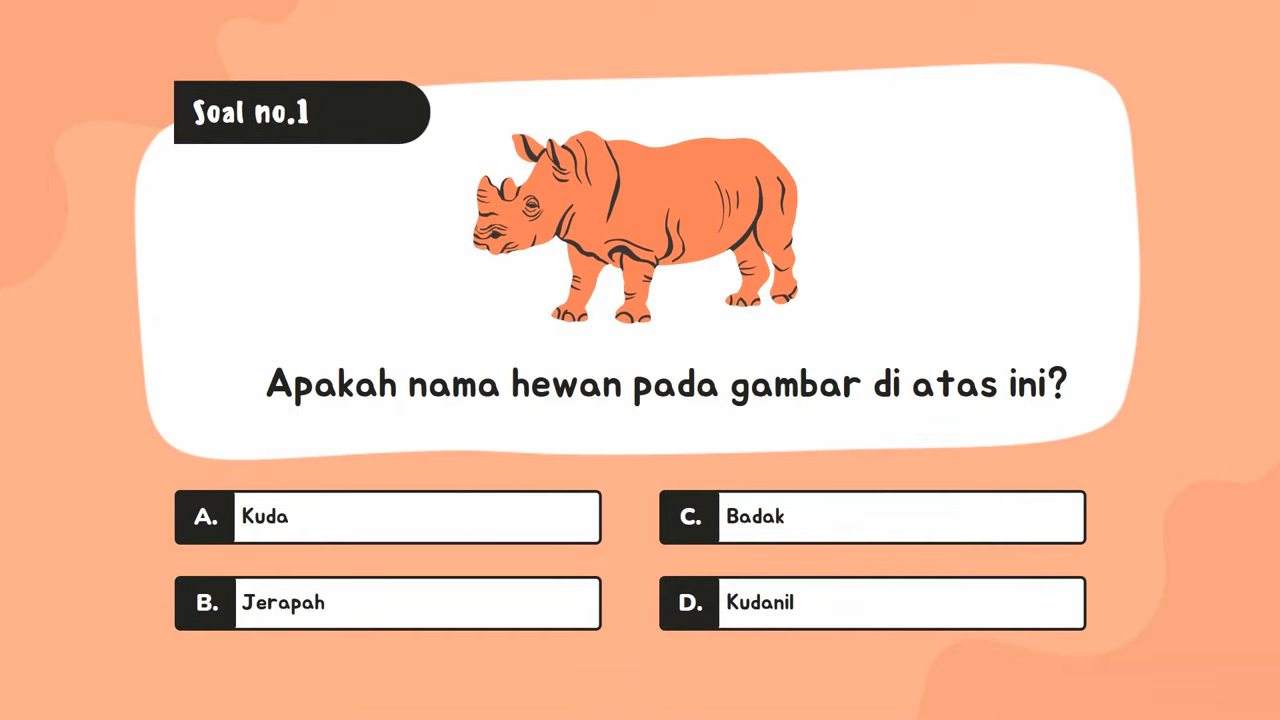 Soal no.1
Apakah nama hewan pada gambar di atas ini?
A. Kuda
B. Jerapah
C. Badak
D. Kudanil